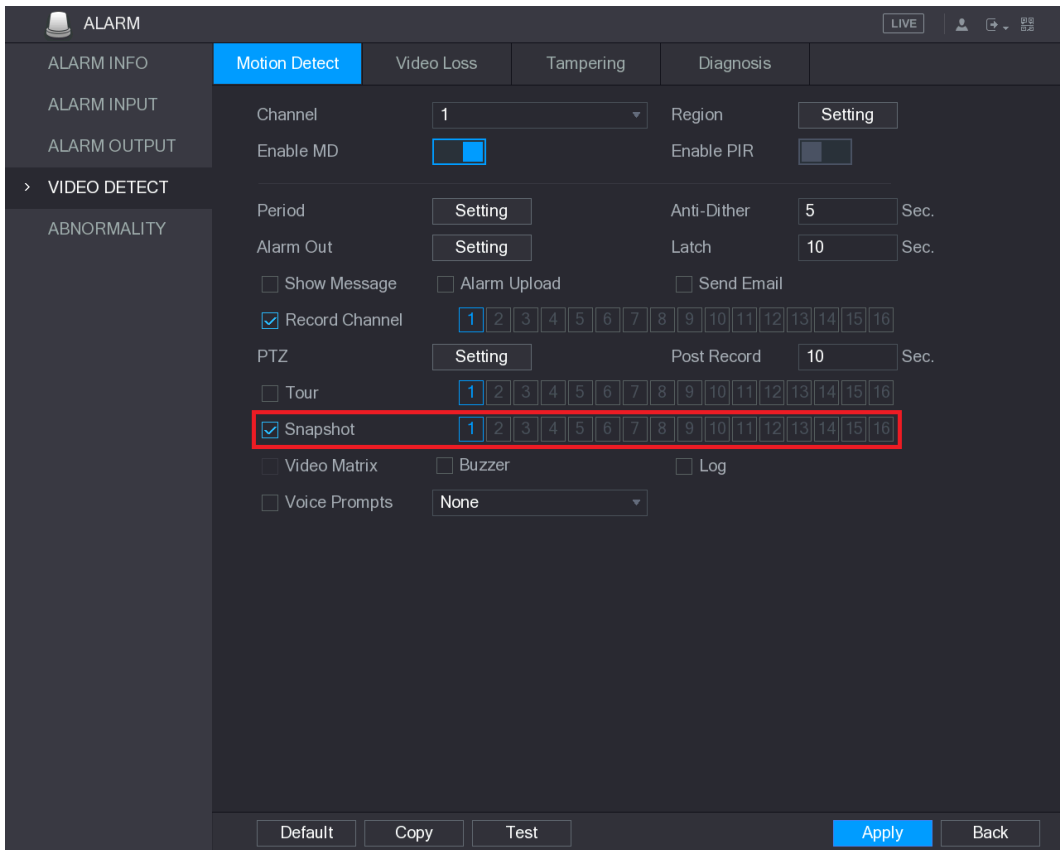 ALARM LIVE
ALARM INFO
ALARM INPUT
ALARM OUTPUT
VIDEO DETECT
ABNORMALITY
Motion Detect Video Loss Tampering Diagnosis
Channel 1 Region Setting
Enable MD Enable PIR
Period Setting Anti-Dither 5 Sec.
Alarm Out Setting Latch 10 Sec.
Show Message Alarm Upload Send Email
Record Channel 1 2 3 4 5 6 7 8 9 10 11 12 13 14 15 16
PTZ Setting Post Record 10 Sec.
Tour 1 2 3 4 5 6 7 8 9 10 11 12 13 14 15 16
Snapshot 1 2 3 4 5 6 7 8 9 10 11 12 13 14 15 16
Video Matrix Buzzer Log
Voice Prompts None
Default Copy Test Apply Back